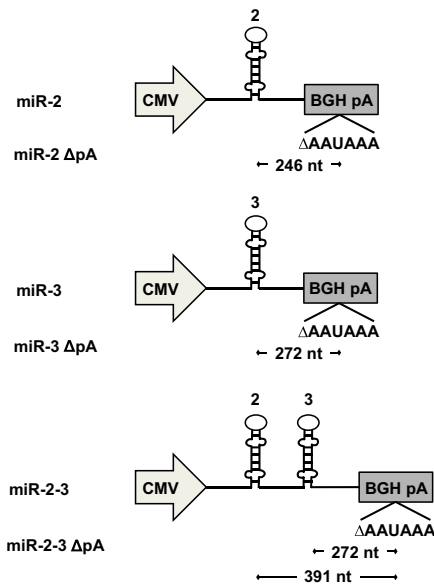 2
miR-2 CMV BGH pA
miR-2 ΔpA ΔAAUAAA
246 nt
3
miR-3 CMV BGH pA
miR-3 ΔpA ΔAAUAAA
272 nt
2 3
miR-2-3 CMV BGH pA
miR-2-3 ΔpA ΔAAUAAA
272 nt
391 nt